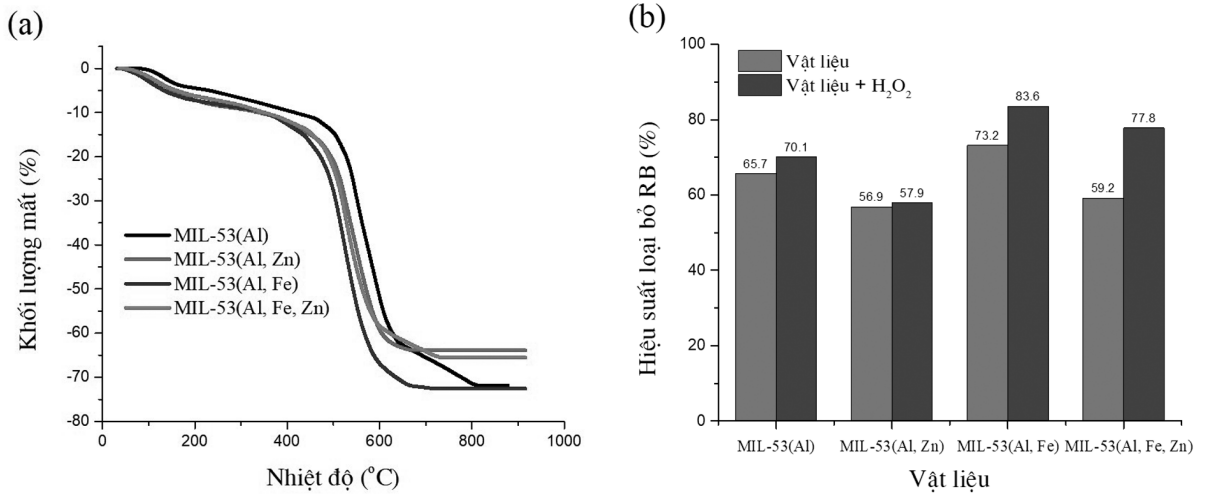 (a)
0
-10
-20
-30
-40
-50
-60
-70
-80
Khối lượng mất (%)
MIL-53(Al)
MIL-53(Al, Zn)
MIL-53(Al, Fe)
MIL-53(Al, Fe, Zn)
0 200 400 600 800 1000
Nhiệt độ (°C)
(b)
100
80
60
40
20
0
Hiệu suất loại bỏ RB (%)
Vật liệu
Vật liệu + H₂O₂
65.7 70.1 56.9 57.9 73.2 83.6 59.2 77.8
MIL-53(Al) MIL-53(Al, Zn) MIL-53(Al, Fe) MIL-53(Al, Fe, Zn)
Vật liệu